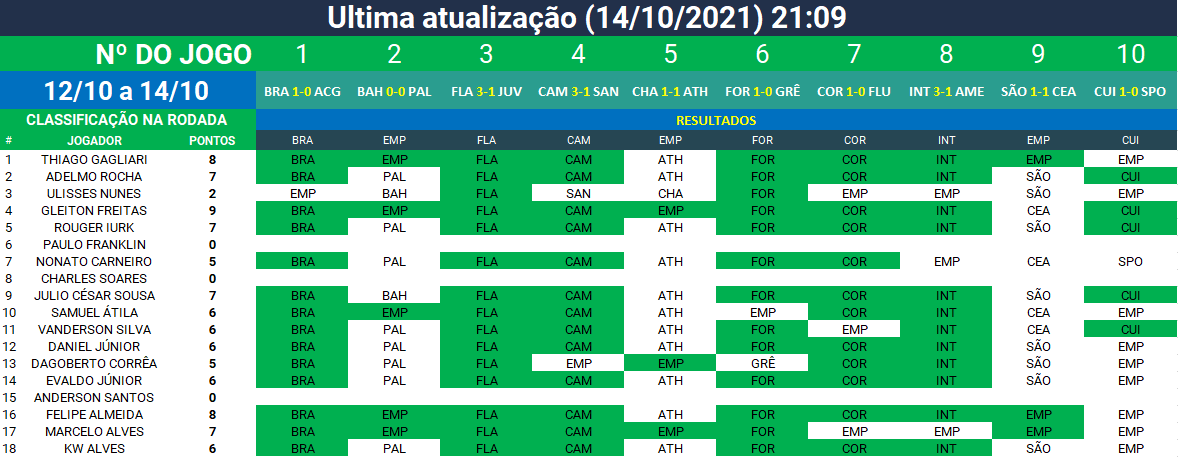 Ultima atualização (14/10/2021) 21:09
Nº DO JOGO 1 2 3 4 5 6 7 8 9 10
12/10 a 14/10 BRA 1-0 ACG BAH 0-0 PAL FLA 3-1 JUV CAM 3-1 SAN CHA 1-1 ATH FOR 1-0 GRÊ COR 1-0 FLU INT 3-1 AME SÃO 1-1 CEA CUI 1-0 SPO
CLASSIFICAÇÃO NA RODADA RESULTADOS
# JOGADOR PONTOS BRA EMP FLA CAM EMP FOR COR INT EMP CUI
1 THIAGO GAGLIARI 8 BRA EMP FLA CAM ATH FOR COR INT EMP EMP
2 ADELMO ROCHA 7 BRA PAL FLA CAM ATH FOR COR INT SÃO CUI
3 ULISSES NUNES 2 EMP BAH FLA SAN CHA FOR EMP EMP SÃO EMP
4 GLEITON FREITAS 9 BRA EMP FLA CAM EMP FOR COR INT CEA CUI
5 ROUGER IURK 7 BRA PAL FLA CAM ATH FOR COR INT SÃO CUI
6 PAULO FRANKLIN 0
7 NONATO CARNEIRO 5 BRA PAL FLA CAM ATH FOR COR EMP CEA SPO
8 CHARLES SOARES 0
9 JULIO CÉSAR SOUSA 7 BRA BAH FLA CAM ATH FOR COR INT SÃO CUI
10 SAMUEL ÁTILA 6 BRA EMP FLA CAM ATH EMP COR INT CEA EMP
11 VANDERSON SILVA 6 BRA PAL FLA CAM ATH FOR EMP INT CEA CUI
12 DANIEL JÚNIOR 6 BRA PAL FLA CAM ATH FOR COR INT SÃO EMP
13 DAGOBERTO CORRÊA 5 BRA PAL FLA EMP EMP GRÊ COR INT SÃO EMP
14 EVALDO JÚNIOR 6 BRA PAL FLA CAM ATH FOR COR INT SÃO EMP
15 ANDERSON SANTOS 0
16 FELIPE ALMEIDA 8 BRA EMP FLA CAM ATH FOR COR INT EMP EMP
17 MARCELO ALVES 7 BRA EMP FLA CAM EMP FOR EMP EMP EMP EMP
18 KW ALVES 6 BRA PAL FLA CAM ATH FOR COR INT SÃO EMP